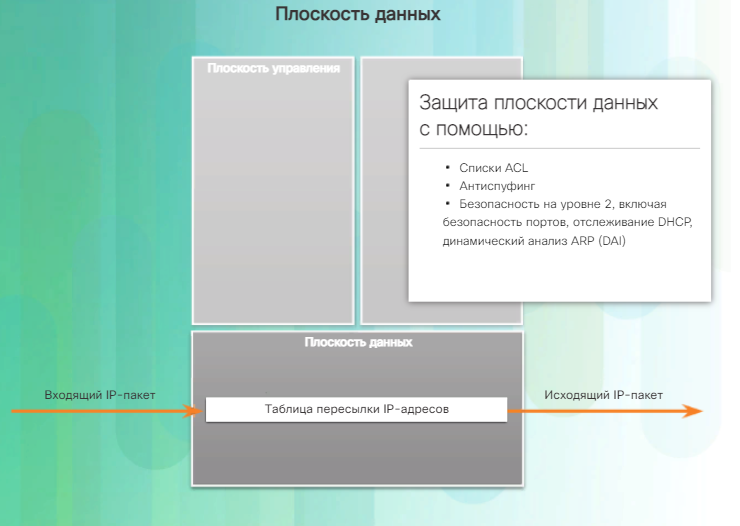 Плоскость данных
Плоскость управления
Защита плоскости данных
с помощью:
• Списки ACL
• Антиспуфинг
• Безопасность на уровне 2, включая
безопасность портов, отслеживание DHCP,
динамический анализ ARP (DAI)
Плоскость данных
Входящий IP-пакет
Таблица пересылки IP-адресов
Исходящий IP-пакет